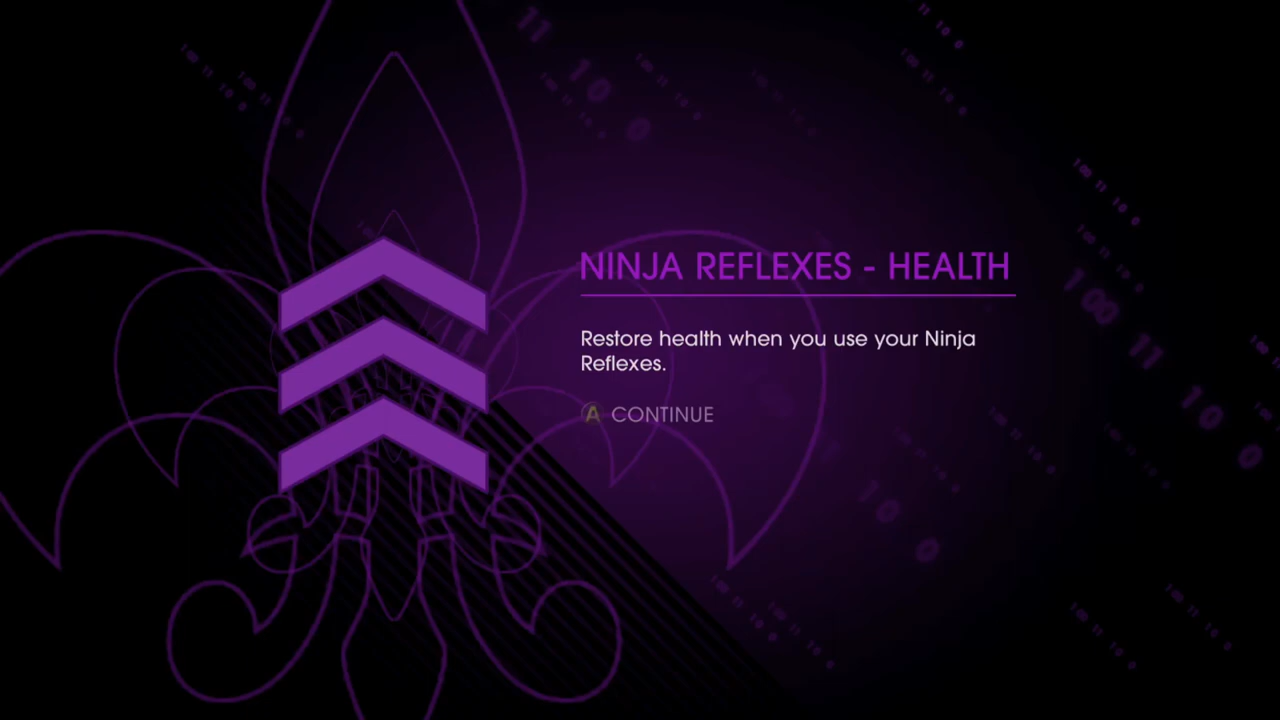 NINJA REFLEXES - HEALTH
Restore health when you use your Ninja
Reflexes.
A CONTINUE